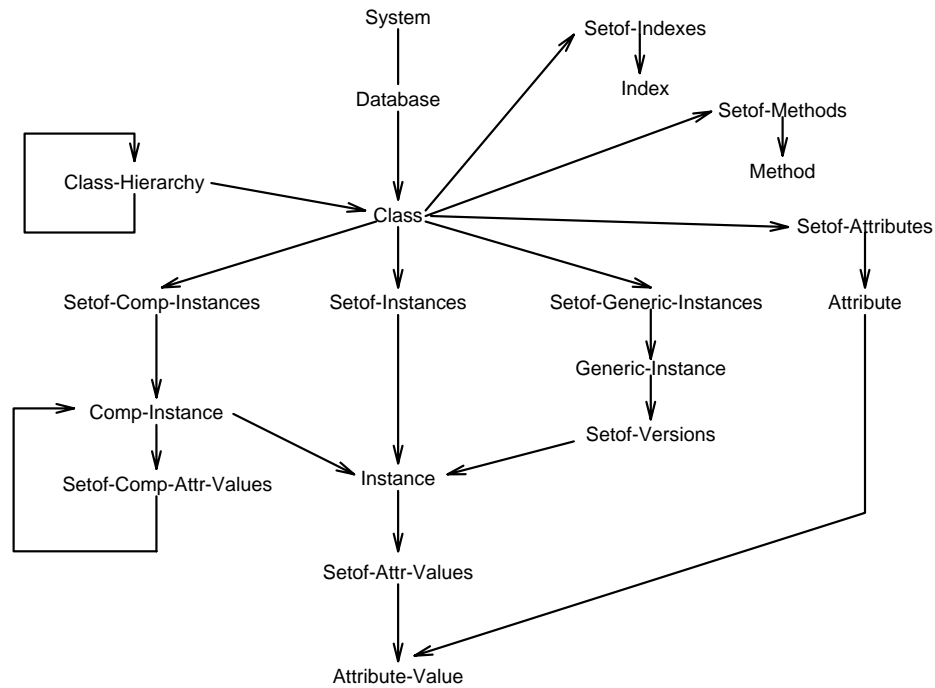 System
Setof-Indexes
Index
Database
Setof-Methods
Method
Class-Hierarchy
Class
Setof-Attributes
Setof-Comp-Instances
Setof-Instances
Setof-Generic-Instances
Attribute
Generic-Instance
Comp-Instance
Setof-Versions
Instance
Setof-Comp-Attr-Values
Setof-Attr-Values
Attribute-Value